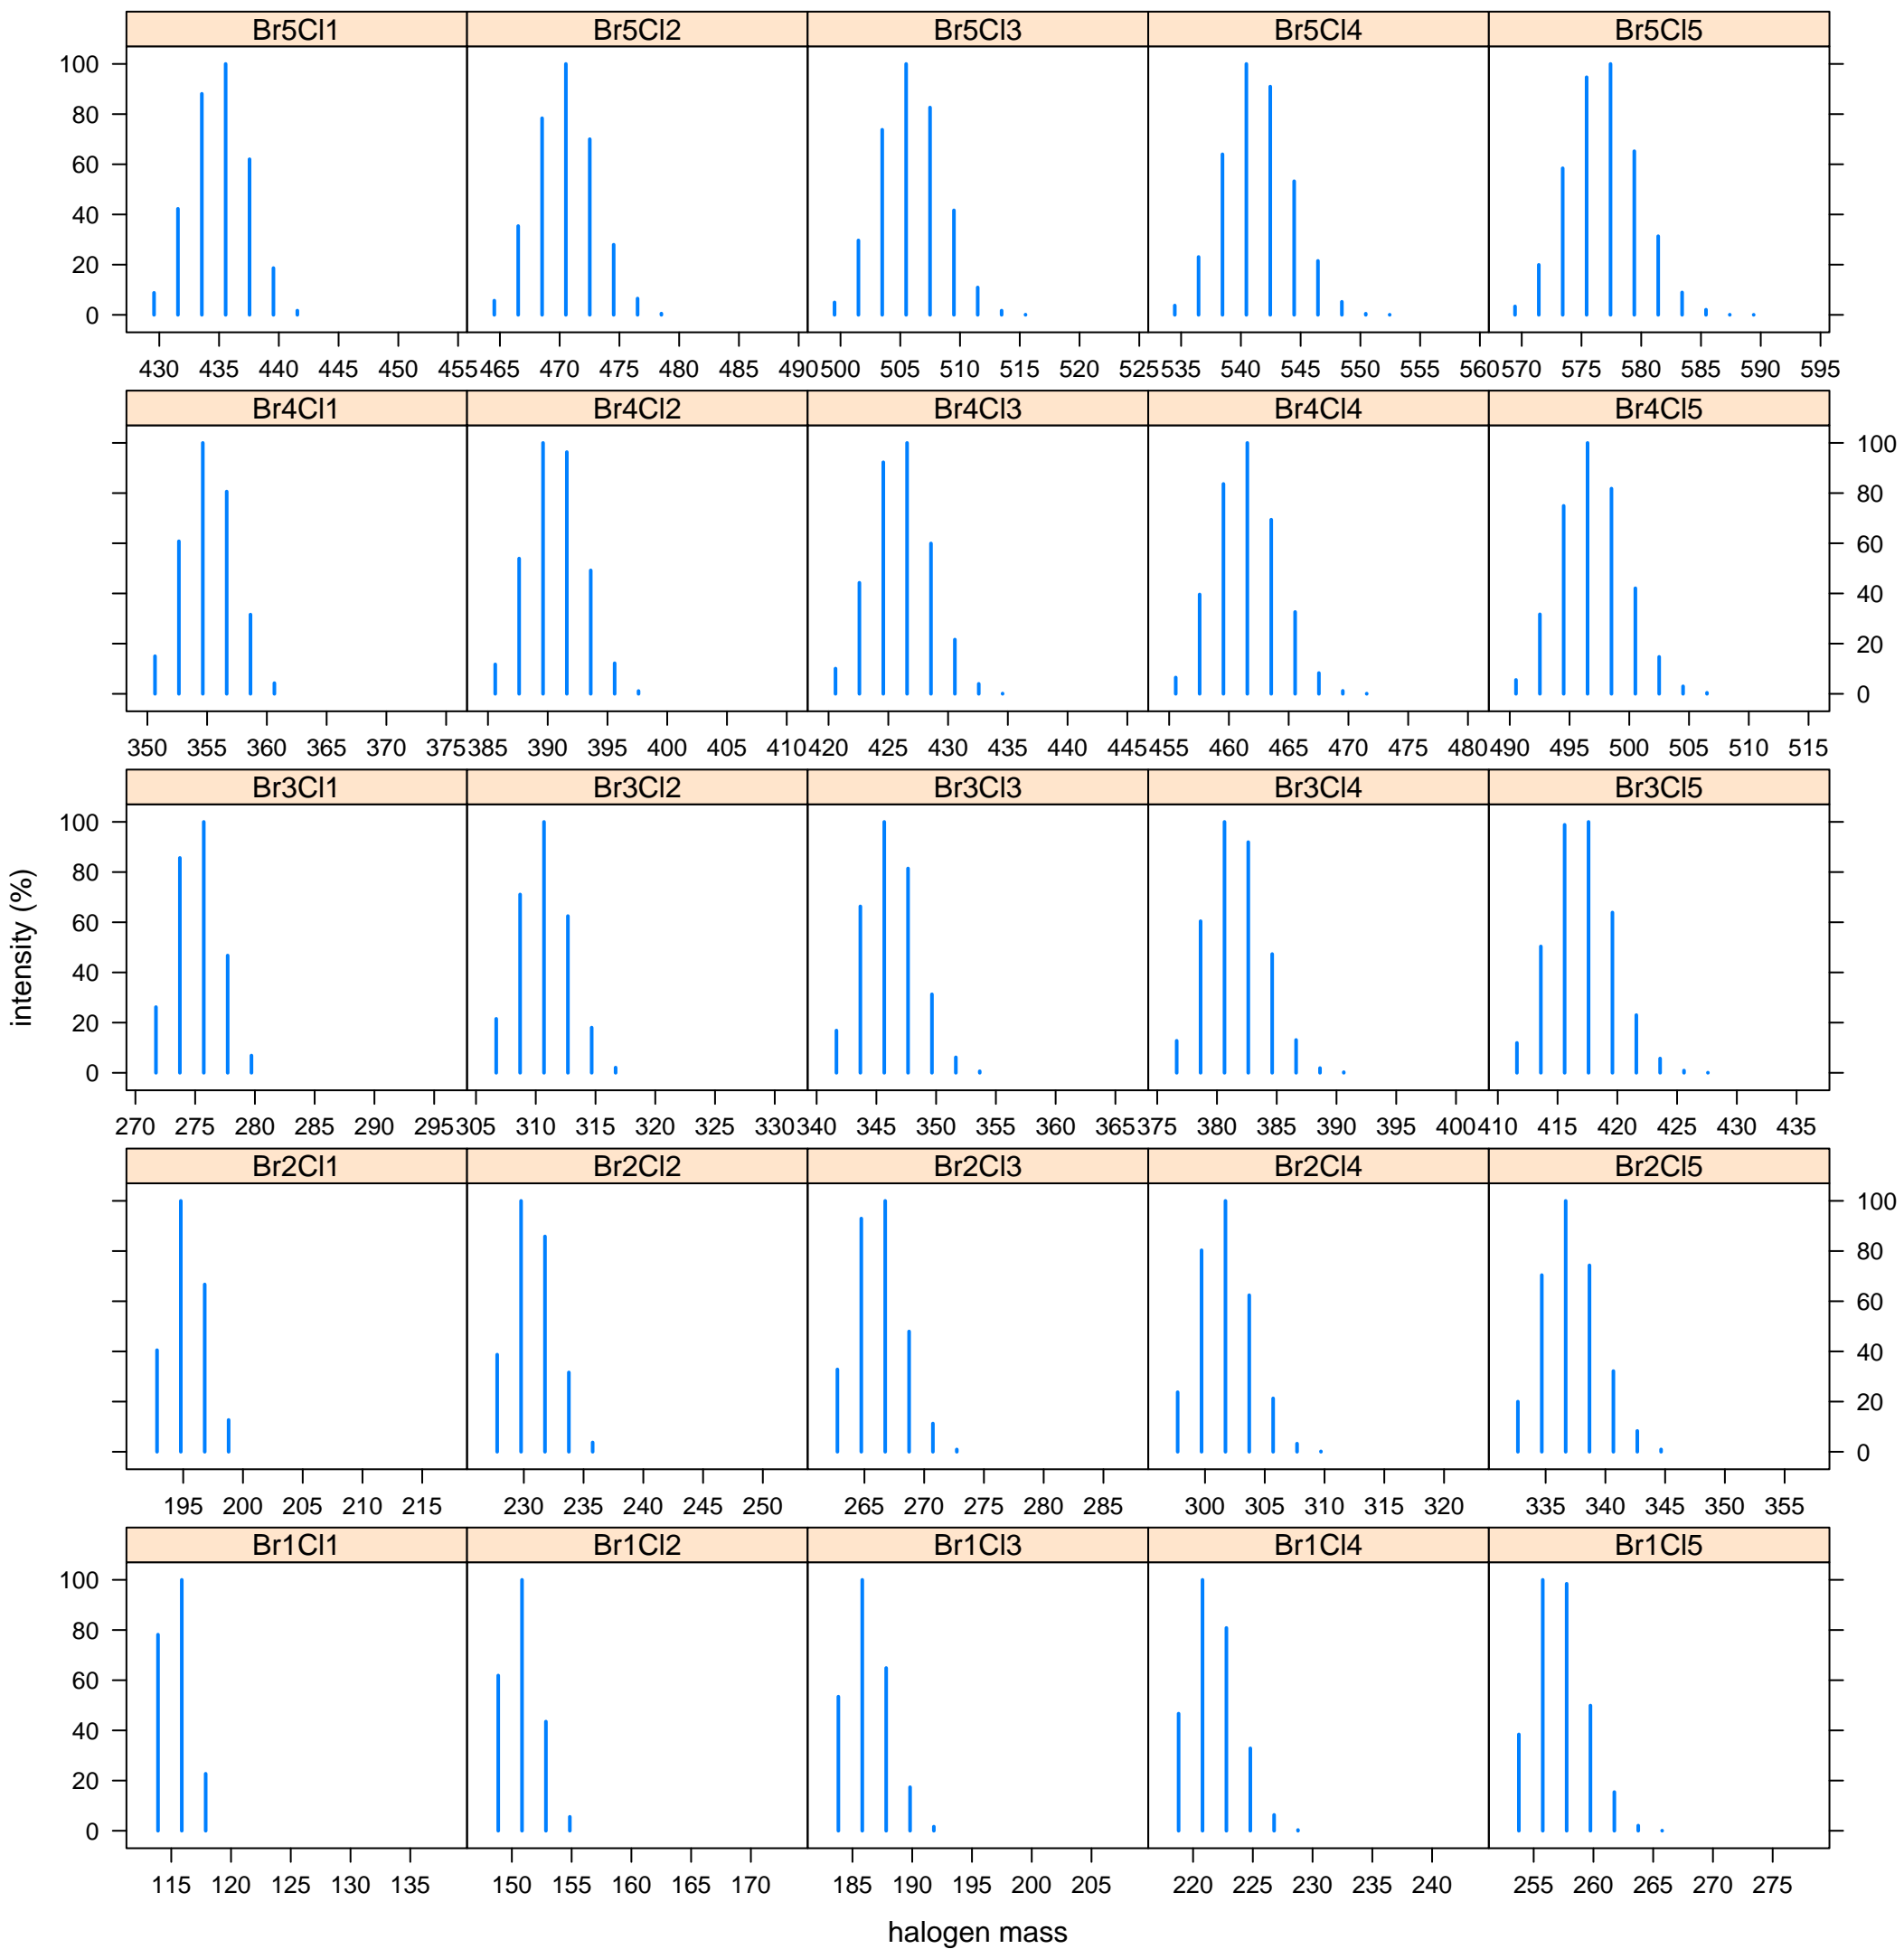 Br5Cl1 Br5Cl2 Br5Cl3 Br5Cl4 Br5Cl5
100
80
60
40
20
0
430 435 440 445 450 455 465 470 475 480 485 490 500 505 510 515 520 525 535 540 545 550 555 560 570 575 580 585 590 595
Br4Cl1 Br4Cl2 Br4Cl3 Br4Cl4 Br4Cl5
100
80
60
40
20
0
350 355 360 365 370 375 385 390 395 400 405 410 420 425 430 435 440 445 455 460 465 470 475 480 490 495 500 505 510 515
Br3Cl1 Br3Cl2 Br3Cl3 Br3Cl4 Br3Cl5
100
80
60
40
20
0
intensity (%)
270 275 280 285 290 295 305 310 315 320 325 330 340 345 350 355 360 365 375 380 385 390 395 400 410 415 420 425 430 435
Br2Cl1 Br2Cl2 Br2Cl3 Br2Cl4 Br2Cl5
100
80
60
40
20
0
195 200 205 210 215 230 235 240 245 250 265 270 275 280 285 300 305 310 315 320 335 340 345 350 355
Br1Cl1 Br1Cl2 Br1Cl3 Br1Cl4 Br1Cl5
100
80
60
40
20
0
115 120 125 130 135 150 155 160 165 170 185 190 195 200 205 220 225 230 235 240 255 260 265 270 275
halogen mass